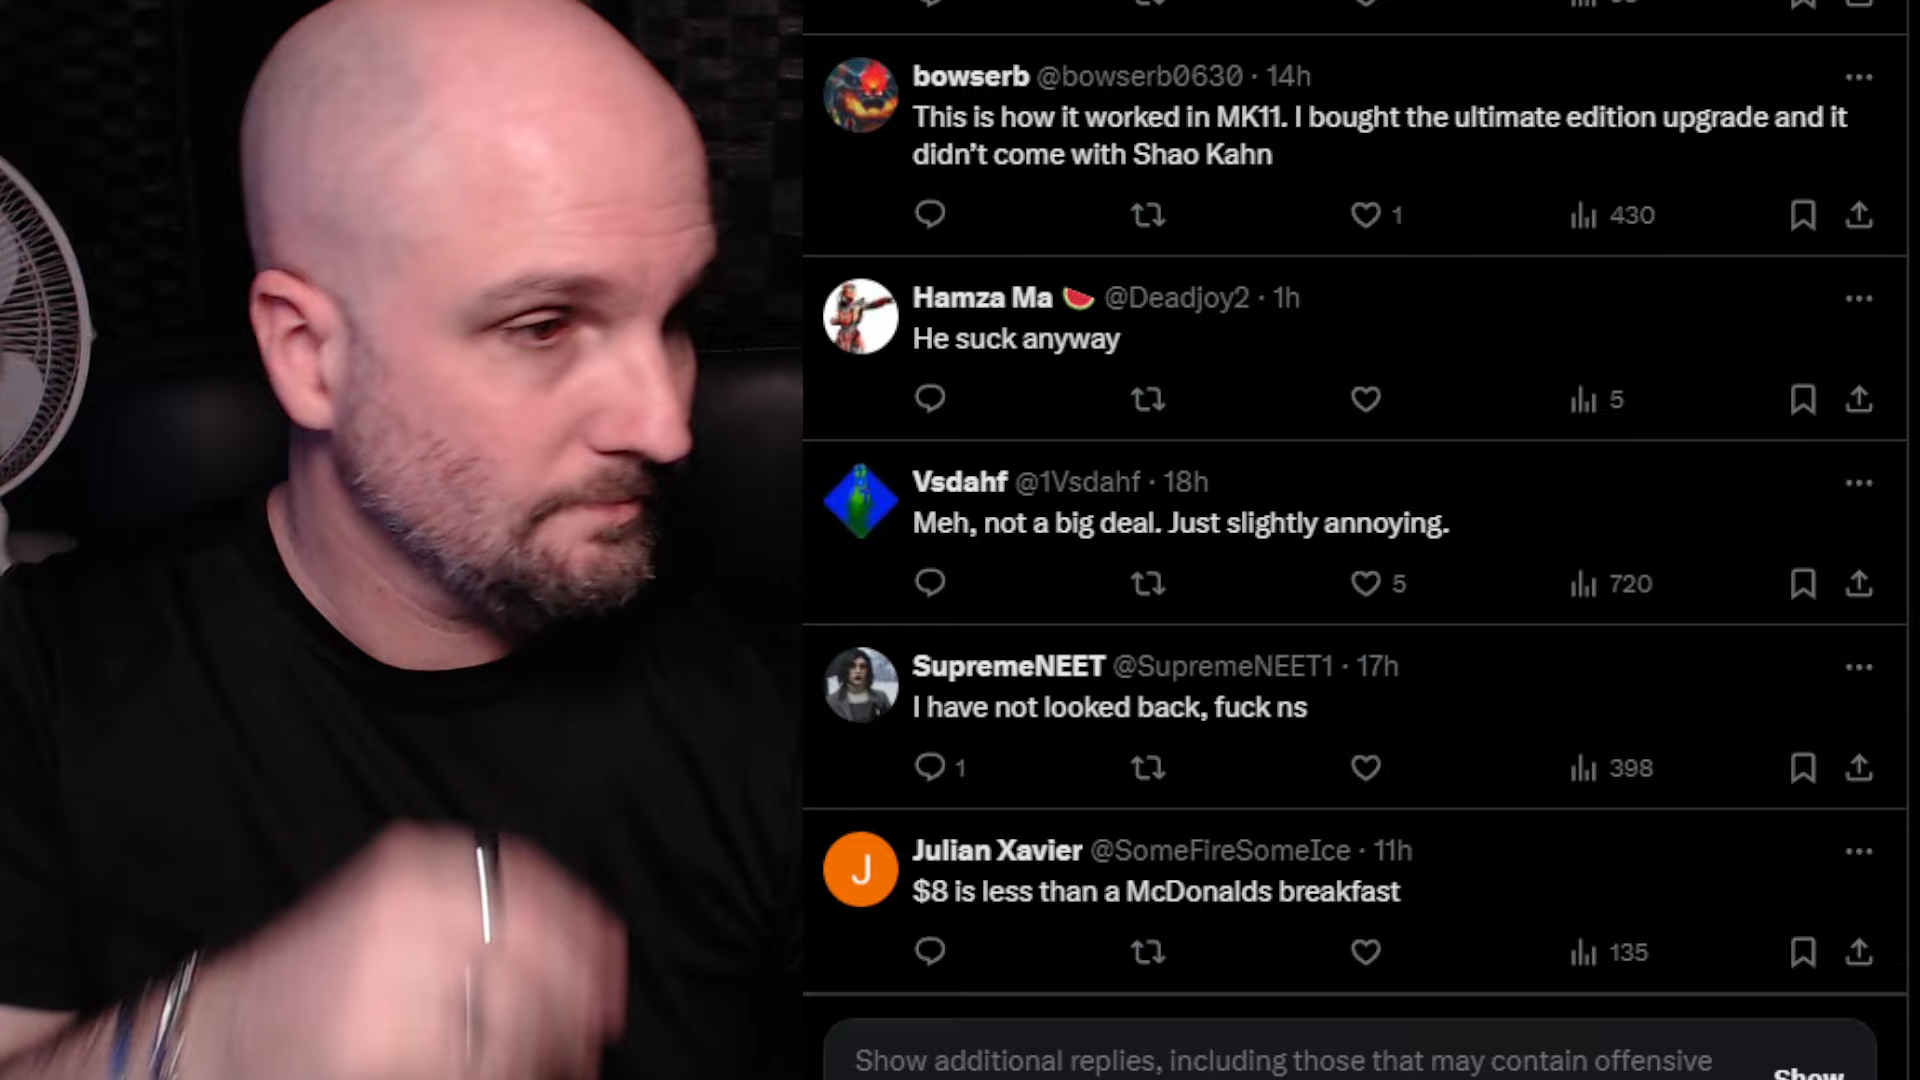 bowserb @bowserb0630 · 14h
This is how it worked in MK11. I bought the ultimate edition upgrade and it
didn't come with Shao Kahn
1 430
Hamza Ma 🍉 @Deadjoy2 · 1h
He suck anyway
5
Vsdahf @1Vsdahf · 18h
Meh, not a big deal. Just slightly annoying.
5 720
SupremeNEET @SupremeNEET1 · 17h
I have not looked back, fuck ns
1 398
J
Julian Xavier @SomeFireSomeIce · 11h
$8 is less than a McDonalds breakfast
135
Show additional replies, including those that may contain offensive
Show